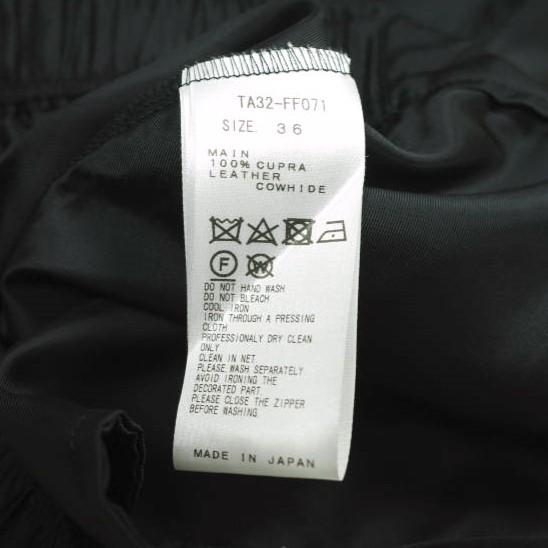 TA32-FF071
SIZE. 36
MAIN
100% CUPRA
LEATHER
COWHIDE
F W
DO NOT HAND WASH
DO NOT BLEACH
COOL IRON
IRON THROUGH A PRESSING
CLOTH
PROFESSIONALY DRY CLEAN
ONLY
CLEAN IN NET
PLEASE WASH SEPARATELY
AVOID IRONING THE
DECORATED PART.
PLEASE CLOSE THE ZIPPER
BEFORE WASHING.
MADE IN JAPAN